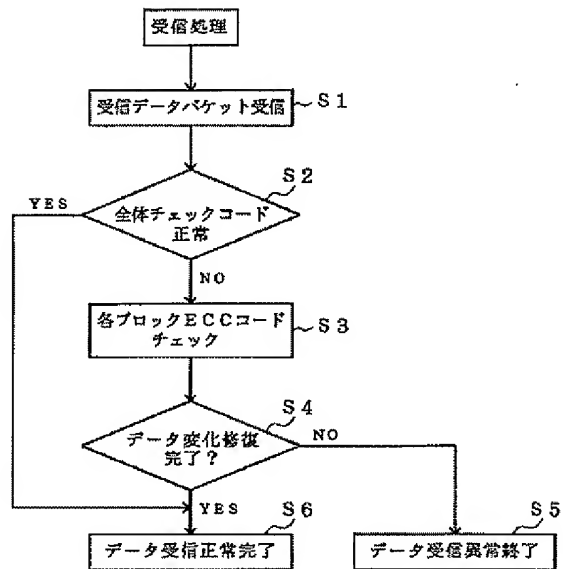 受信処理
受信データパケット受信
S1
S2
YES
全体チェックコード
正常
NO
各ブロックECCコード
チェック
S3
S4
データ変化修復
完了?
NO
YES
S6
S5
データ受信正常完了
データ受信異常終了